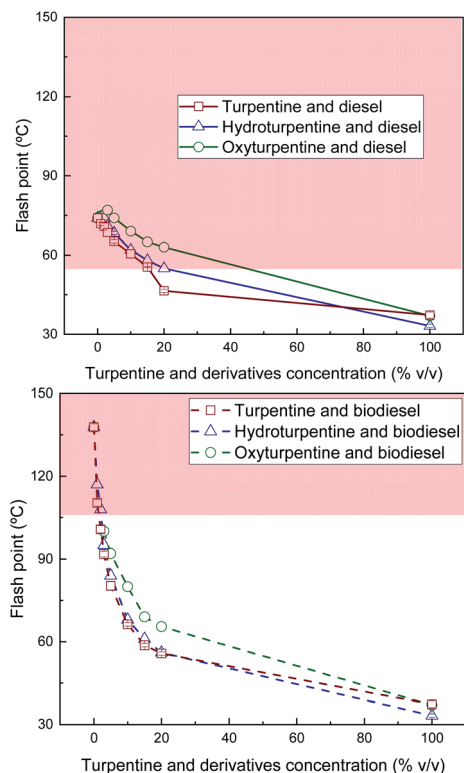 150
120
90
60
30
Flash point (ºC)
Turpentine and diesel
Hydroturpentine and diesel
Oxyturpentine and diesel
0 20 40 60 80 100
Turpentine and derivatives concentration (% v/v)
150
120
90
60
30
Flash point (ºC)
Turpentine and biodiesel
Hydroturpentine and biodiesel
Oxyturpentine and biodiesel
0 20 40 60 80 100
Turpentine and derivatives concentration (% v/v)